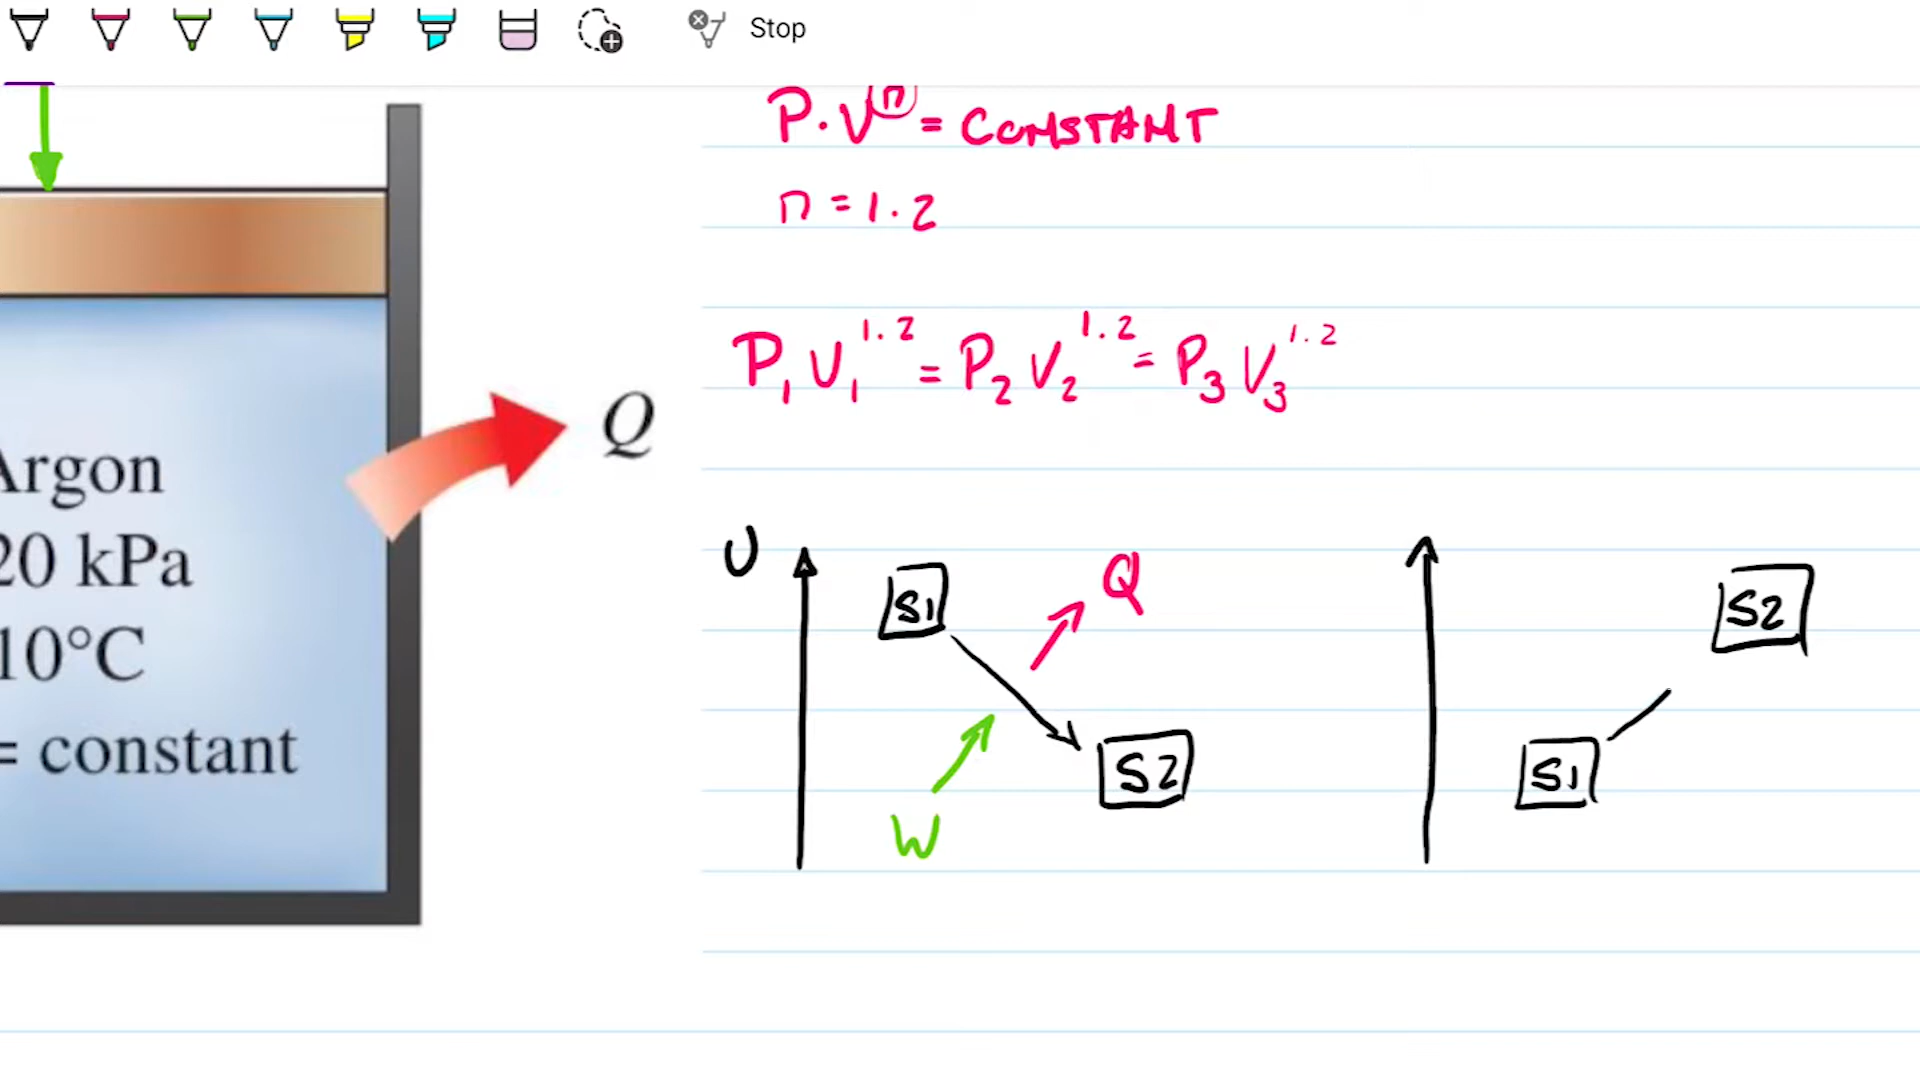 Stop
P·V^n = CONSTANT
n = 1.2
P₁V₁^1.2 = P₂V₂^1.2 = P₃V₃^1.2
Q
Argon
20 kPa
10°C
= constant
U
S1
Q
W
S2
S2
S1